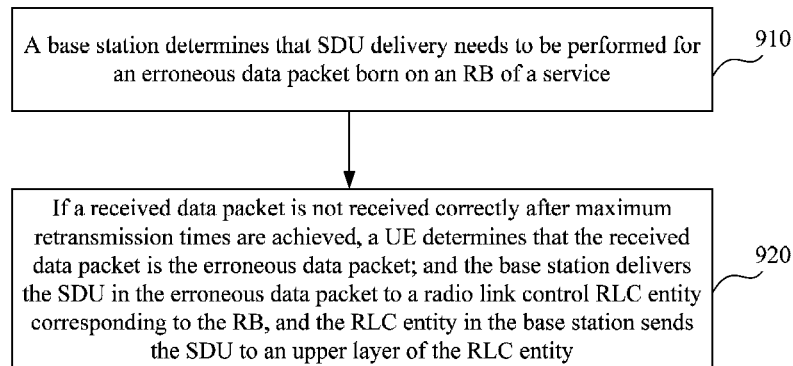 A base station determines that SDU delivery needs to be performed for
an erroneous data packet born on an RB of a service
910
If a received data packet is not received correctly after maximum
retransmission times are achieved, a UE determines that the received
data packet is the erroneous data packet; and the base station delivers
the SDU in the erroneous data packet to a radio link control RLC entity
corresponding to the RB, and the RLC entity in the base station sends
the SDU to an upper layer of the RLC entity
920